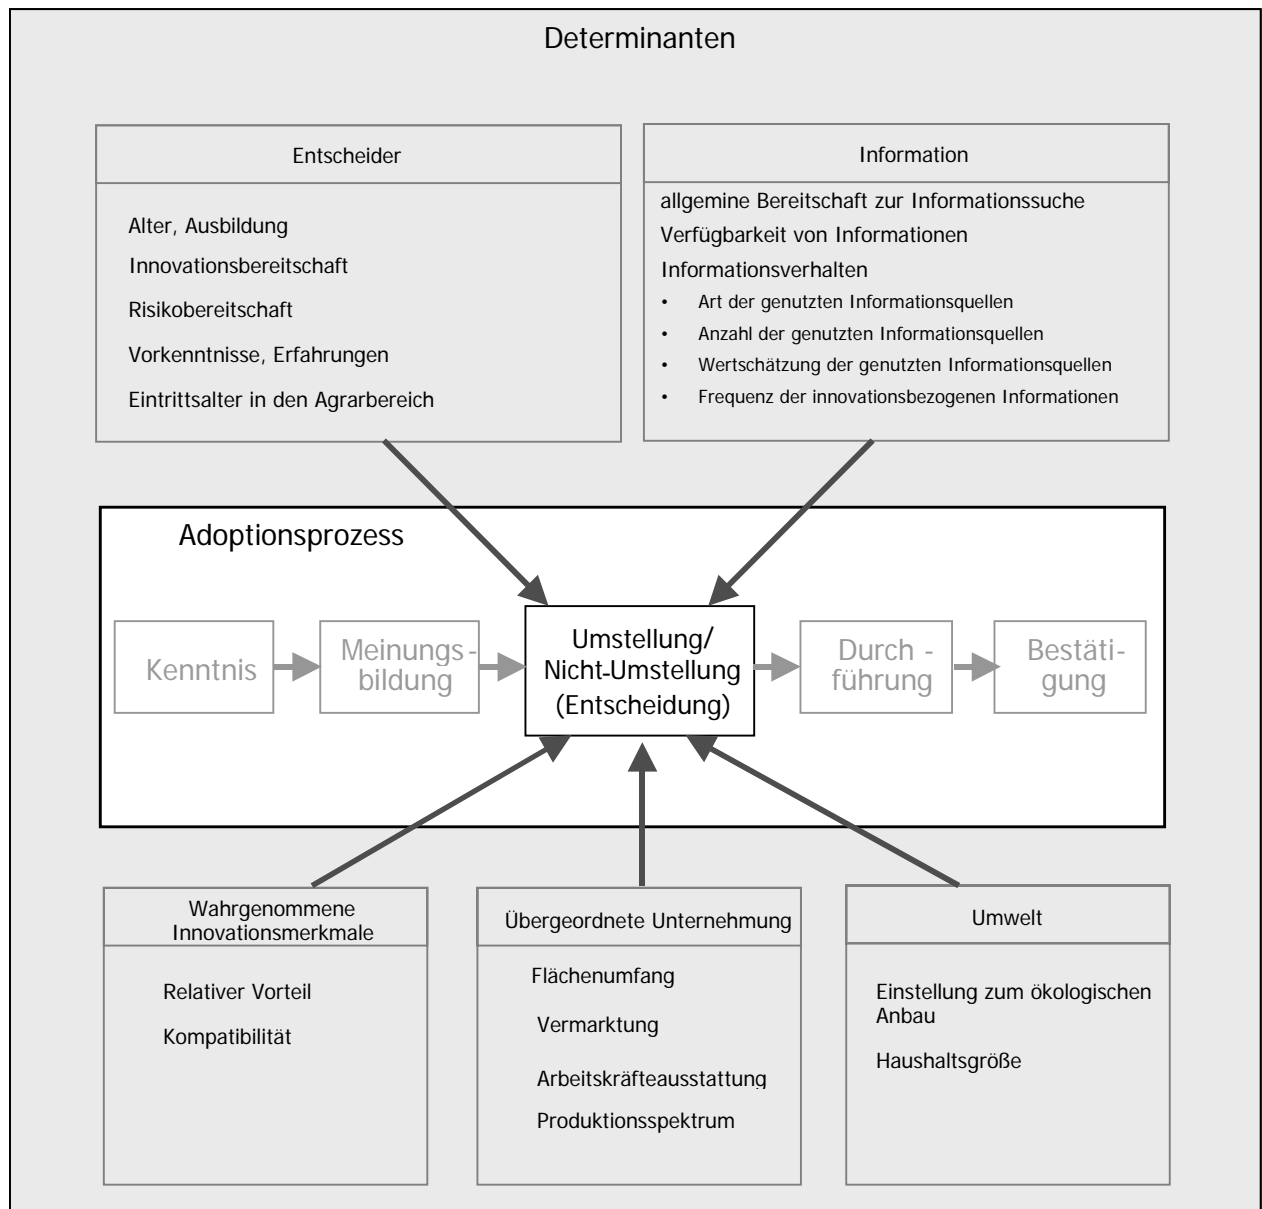 Determinanten
Entscheider
Alter, Ausbildung
Innovationsbereitschaft
Risikobereitschaft
Vorkenntnisse, Erfahrungen
Eintrittsalter in den Agrarbereich
Information
allgemine Bereitschaft zur Informationssuche
Verfügbarkeit von Informationen
Informationsverhalten
• Art der genutzten Informationsquellen
• Anzahl der genutzten Informationsquellen
• Wertschätzung der genutzten Informationsquellen
• Frequenz der innovationsbezogenen Informationen
Adoptionsprozess
Kenntnis
Meinungs-
bildung
Umstellung/
Nicht-Umstellung
(Entscheidung)
Durch -
führung
Bestäti-
gung
Wahrgenommene
Innovationsmerkmale
Relativer Vorteil
Kompatibilität
Übergeordnete Unternehmung
Flächenumfang
Vermarktung
Arbeitskräfteausstattung
Produktionsspektrum
Umwelt
Einstellung zum ökologischen
Anbau
Haushaltsgröße